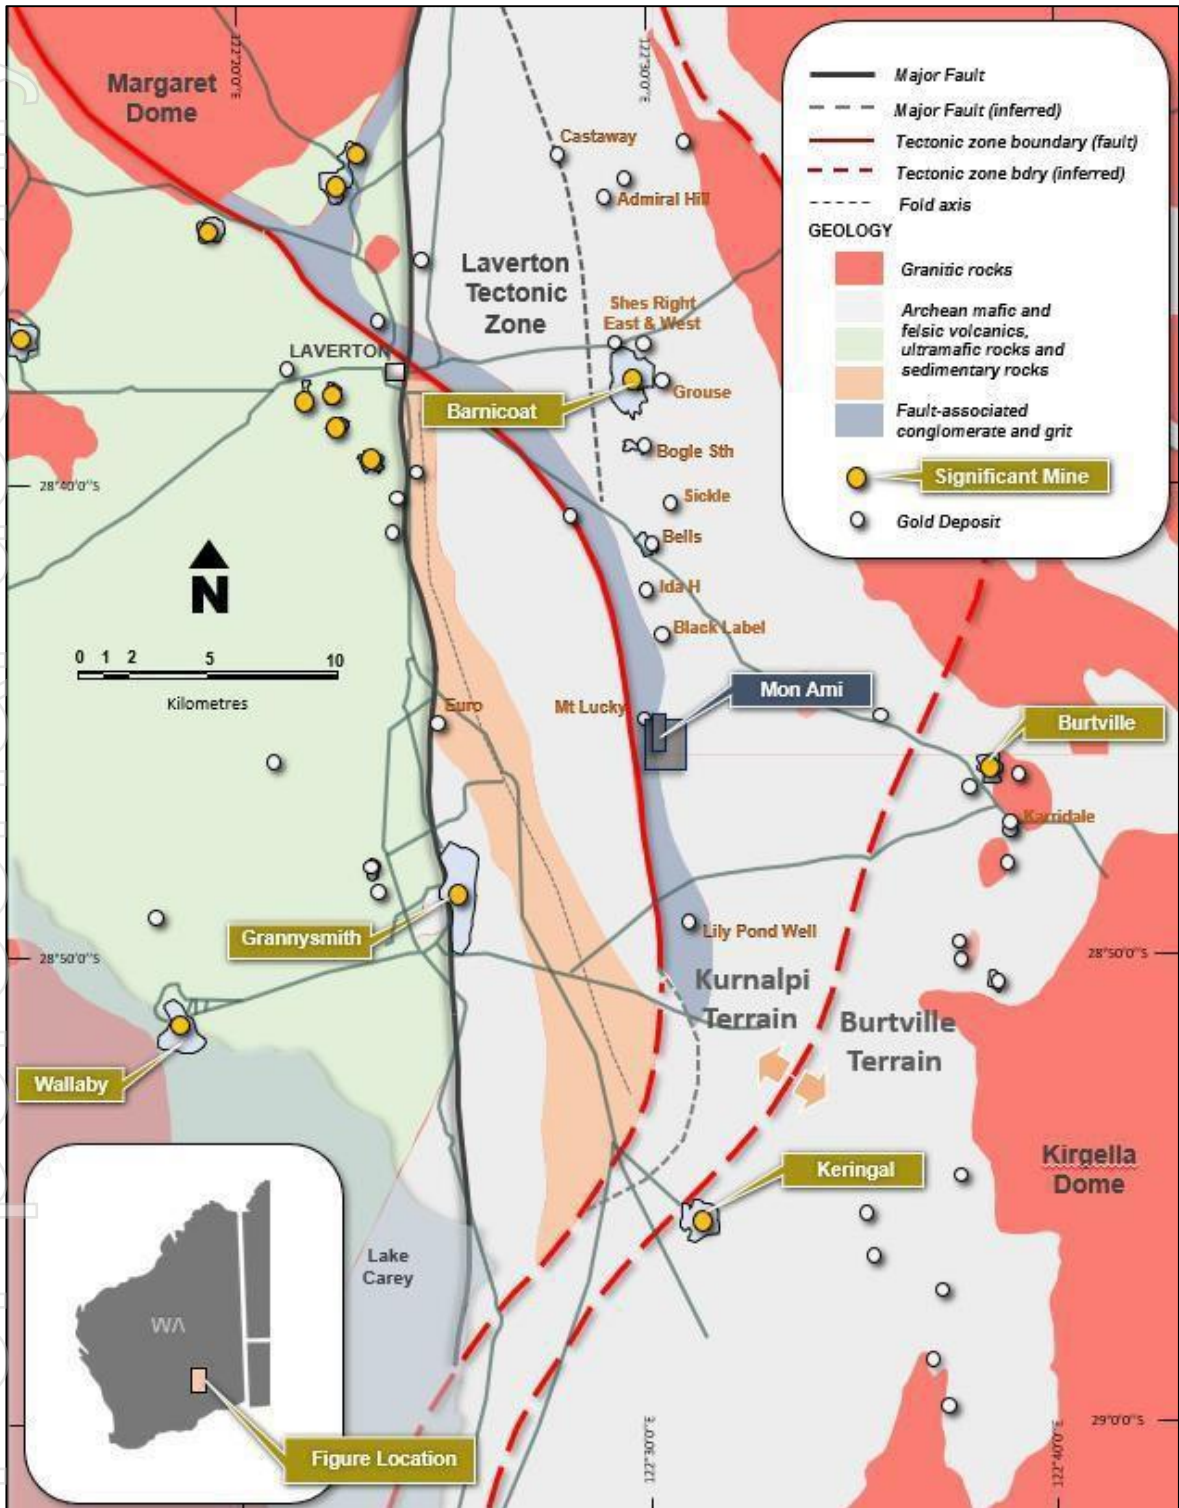 122°20'0"E
122°30'0"E
Margaret
Dome
Castaway
Admiral Hill
Laverton
Tectonic
Zone
Shes Right
East & West
LAVERTON
Barnicoat
Grouse
Bogle Sth
28°40'0"S
Sickle
Bells
Ida H
Black Label
N
0 1 2 5 10
Kilometres
Mon Ami
Euro
Mt Lucky
Burtville
Karridale
Grannysmith
Lily Pond Well
28°50'0"S
28°50'0"S
Kurnalpi
Terrain
Burtville
Terrain
Wallaby
Keringal
Kirgella
Dome
Lake
Carey
WA
Figure Location
122°30'0"E
122°40'0"E
29°0'0"S
Major Fault
Major Fault (inferred)
Tectonic zone boundary (fault)
Tectonic zone bdry (inferred)
Fold axis
GEOLOGY
Granitic rocks
Archean mafic and
felsic volcanics,
ultramafic rocks and
sedimentary rocks
Fault-associated
conglomerate and grit
Significant Mine
Gold Deposit